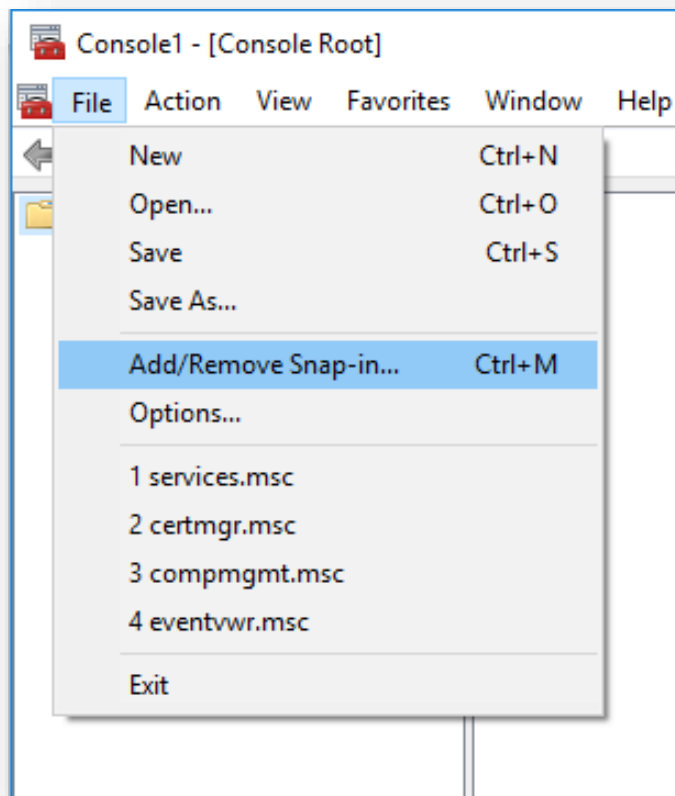 Console1 - [Console Root]
File Action View Favorites Window Help
New Ctrl+N
Open... Ctrl+O
Save Ctrl+S
Save As...
Add/Remove Snap-in... Ctrl+M
Options...
1 services.msc
2 certmgr.msc
3 compmgmt.msc
4 eventvwr.msc
Exit